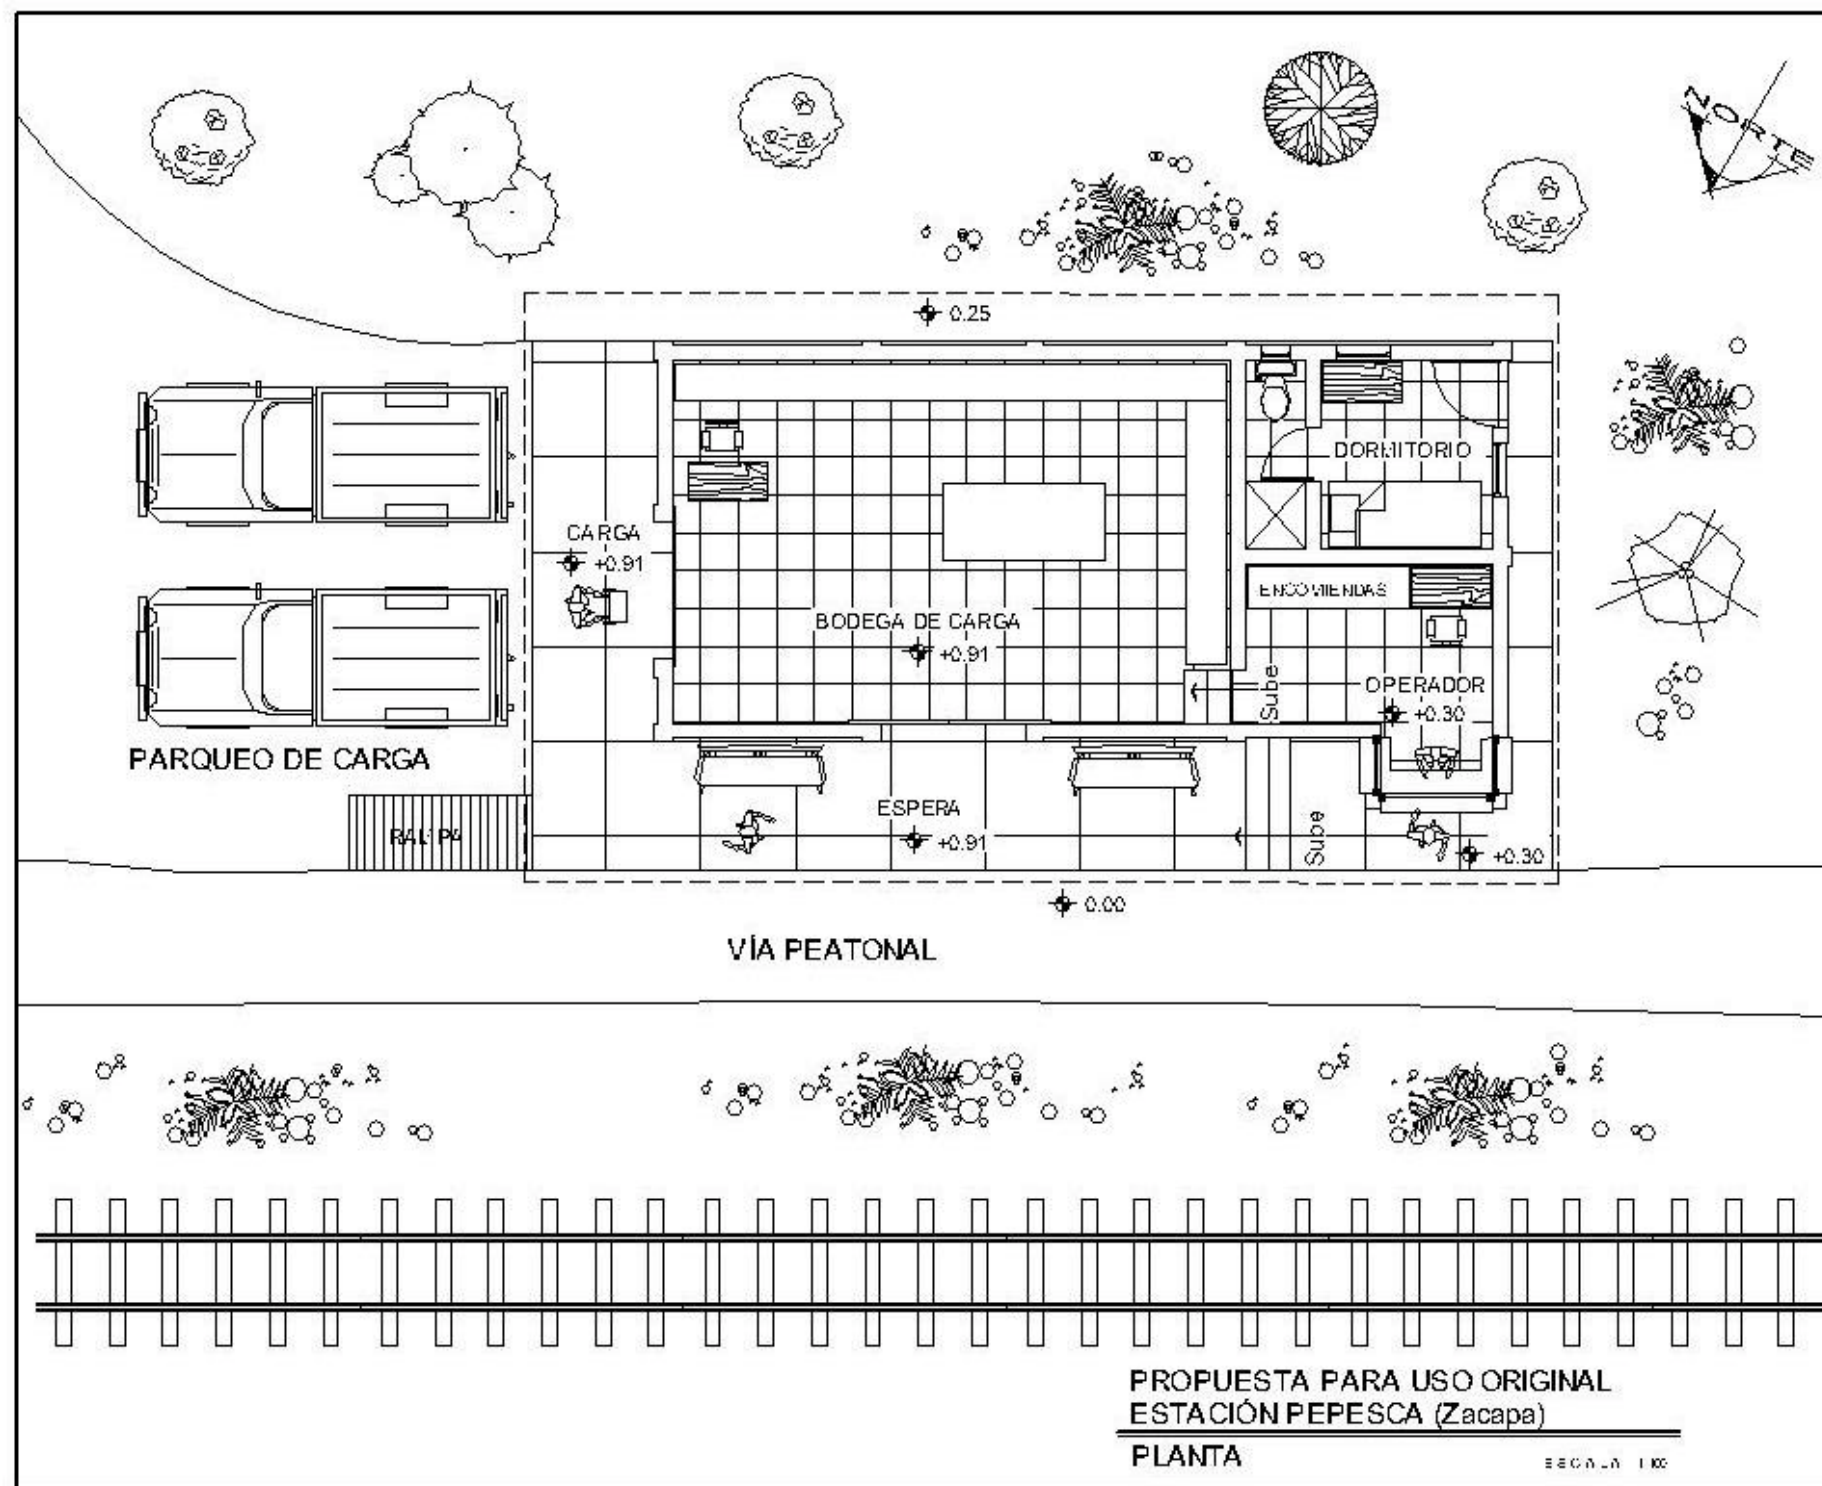 NORTE
0.25
DORMITORIO
CARGA
+0.91
ENCOMIENDAS
BODEGA DE CARGA
+0.91
Sube
OPERADOR
+0.30
PARQUEO DE CARGA
RAMPA
ESPERA
+0.91
Sube
+0.30
0.00
VÍA PEATONAL
PROPUESTA PARA USO ORIGINAL
ESTACIÓN PEPESCA (Zacapa)
PLANTA
ESCALA